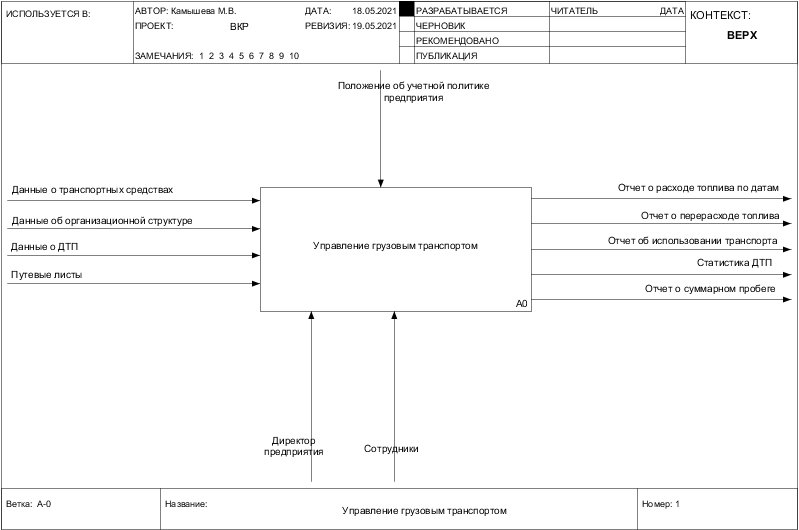 ИСПОЛЬЗУЕТСЯ В:
АВТОР: Камышева М.В.
ДАТА: 18.05.2021
ПРОЕКТ: ВКР
РЕВИЗИЯ: 19.05.2021
ЗАМЕЧАНИЯ: 1 2 3 4 5 6 7 8 9 10
РАЗРАБАТЫВАЕТСЯ
ЧЕРНОВИК
РЕКОМЕНДОВАНО
ПУБЛИКАЦИЯ
ЧИТАТЕЛЬ ДАТА
КОНТЕКСТ:
ВЕРХ
Положение об учетной политике
предприятия
Данные о транспортных средствах
Данные об организационной структуре
Данные о ДТП
Путевые листы
Управление грузовым транспортом
A0
Отчет о расходе топлива по датам
Отчет о перерасходе топлива
Отчет об использовании транспорта
Статистика ДТП
Отчет о суммарном пробеге
Директор
предприятия
Сотрудники
Ветка: A-0
Название: Управление грузовым транспортом
Номер: 1